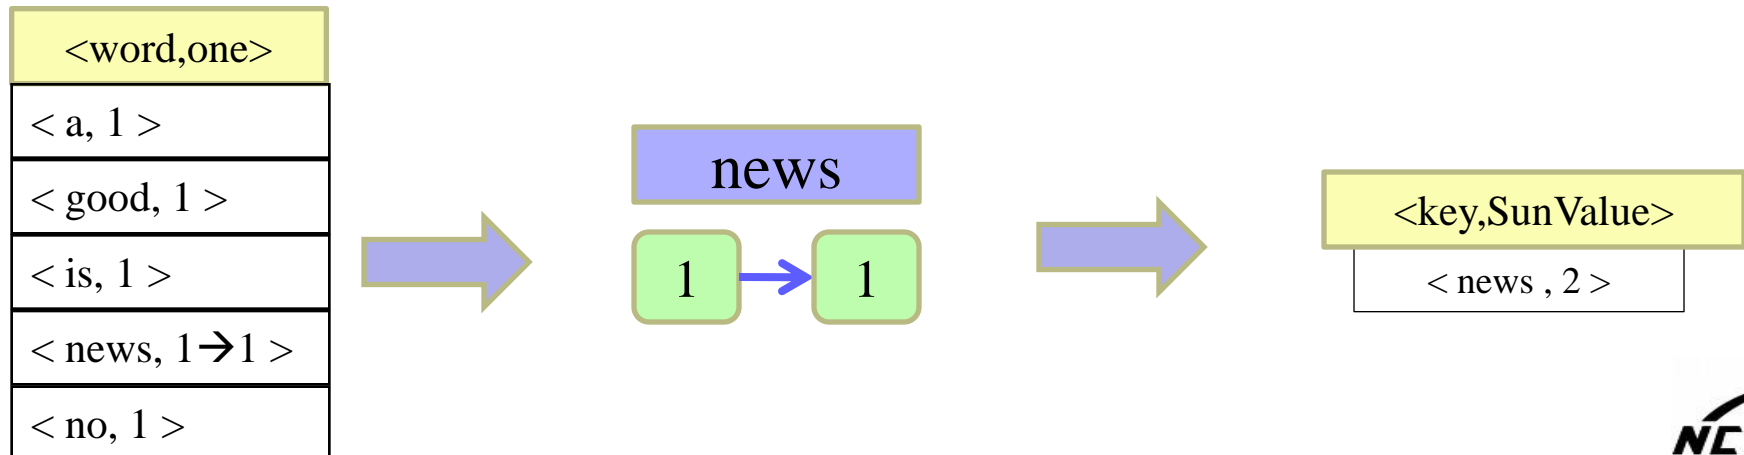 <word,one>
< a, 1 >
< good, 1 >
< is, 1 >
< news, 1→1 >
< no, 1 >
news
1 → 1
<key,SunValue>
< news , 2 >